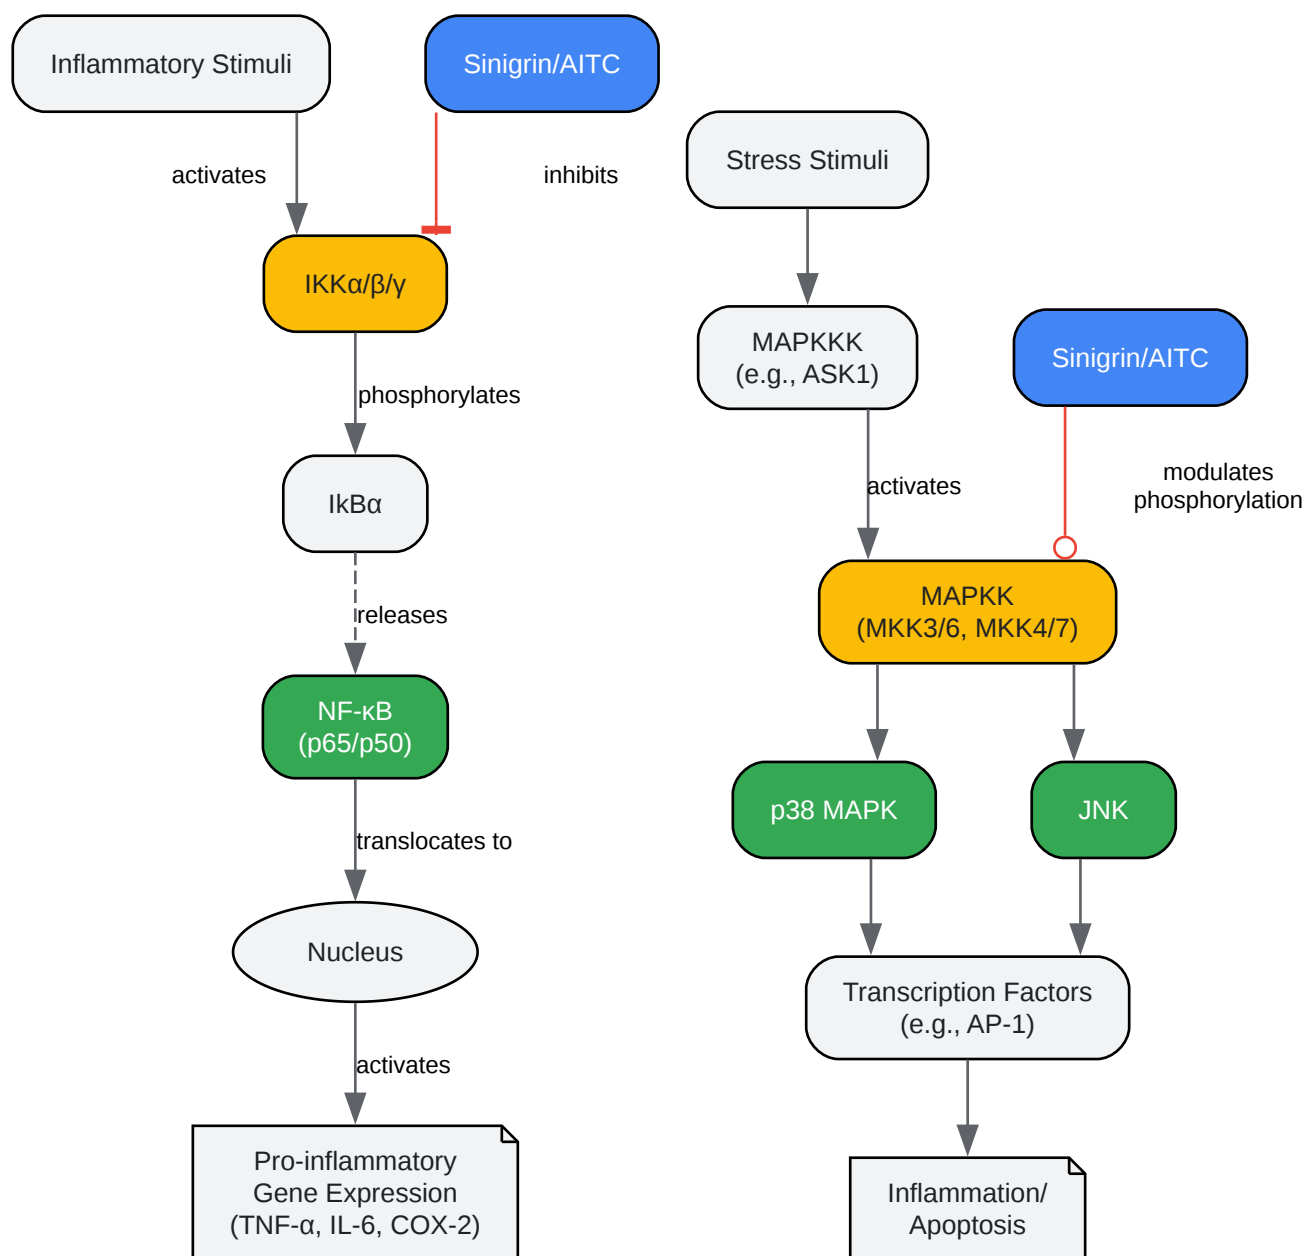 Inflammatory Stimuli
Sinigrin/AITC
activates
inhibits
IKKα/β/γ
phosphorylates
IkBα
releases
NF-κB
(p65/p50)
translocates to
Nucleus
activates
Pro-inflammatory
Gene Expression
(TNF-α, IL-6, COX-2)
Stress Stimuli
MAPKKK
(e.g., ASK1)
Sinigrin/AITC
activates
modulates
phosphorylation
MAPKK
(MKK3/6, MKK4/7)
p38 MAPK
JNK
Transcription Factors
(e.g., AP-1)
Inflammation/
Apoptosis